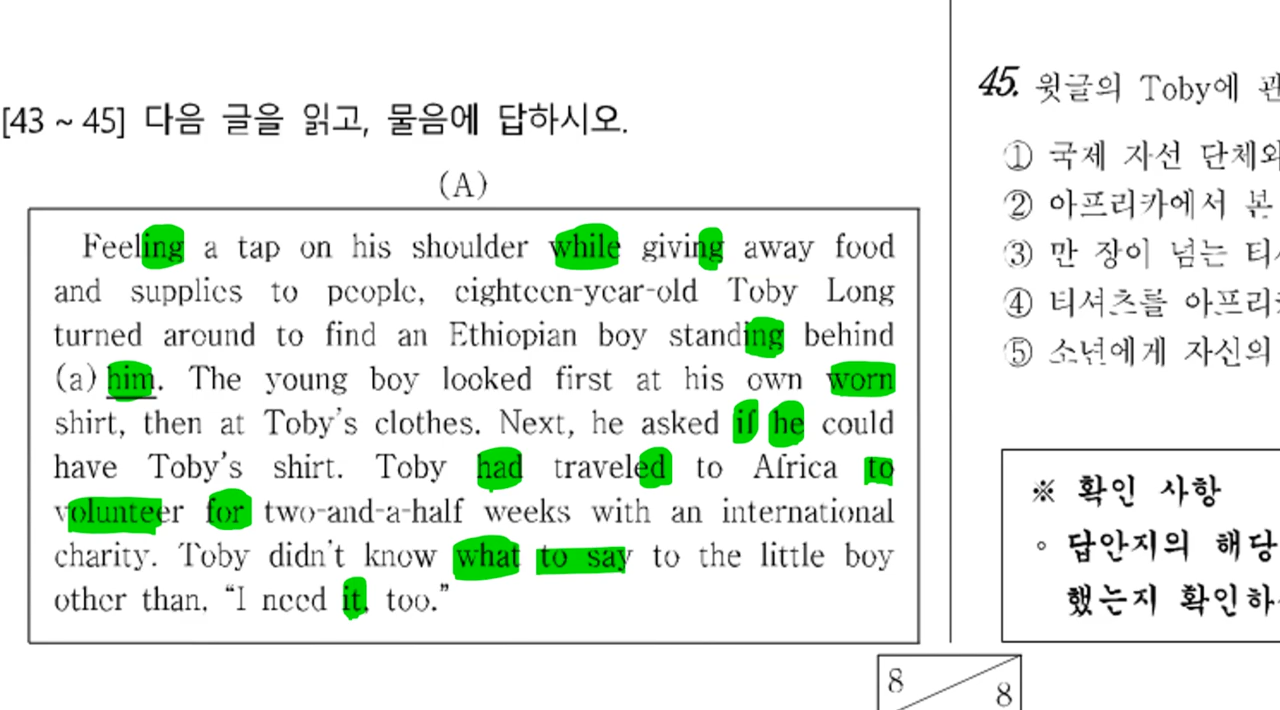 [43 ~ 45] 다음 글을 읽고, 물음에 답하시오.
(A)
Feeling a tap on his shoulder while giving away food
and supplies to people, eighteen-year-old Toby Long
turned around to find an Ethiopian boy standing behind
(a) him. The young boy looked first at his own worn
shirt, then at Toby's clothes. Next, he asked if he could
have Toby's shirt. Toby had traveled to Africa to
volunteer for two-and-a-half weeks with an international
charity. Toby didn't know what to say to the little boy
other than, “I need it, too.”
45. 윗글의 Toby에 관
① 국제 자선 단체와
② 아프리카에서 본
③ 만 장이 넘는 티셔
④ 티셔츠를 아프리카
⑤ 소년에게 자신의
※ 확인 사항
◦ 답안지의 해당
했는지 확인하
8
8